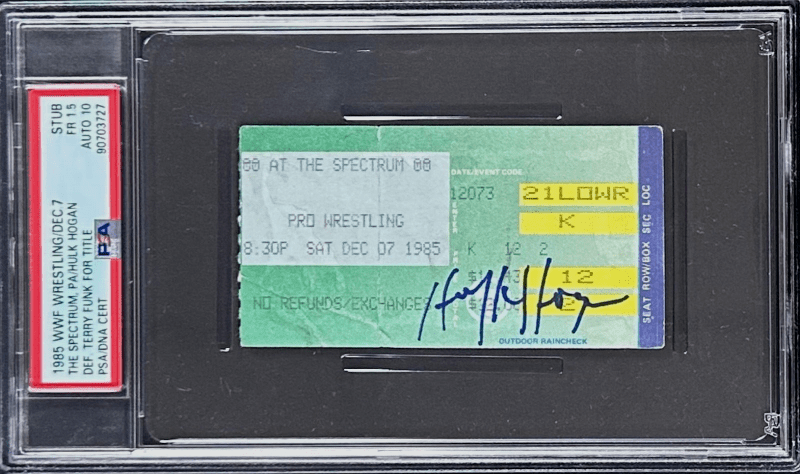 1985 WWF WRESTLING/DEC.7
THE SPECTRUM, PA/HULK HOGAN
DEF. TERRY FUNK FOR TITLE
PSA/DNA CERT
STUB
FR 1.5
AUTO 10
90703727
PSA
00 AT THE SPECTRUM 00
PRO WRESTLING
8:30P SAT DEC 07 1985
NO REFUNDS/EXCHANGES
DATE/EVENT CODE
12073
21LOWR
K
K 12 2
12
2
Hulk Hogan
OUTDOOR RAINCHECK
SEAT ROW/BOX SEC LOC